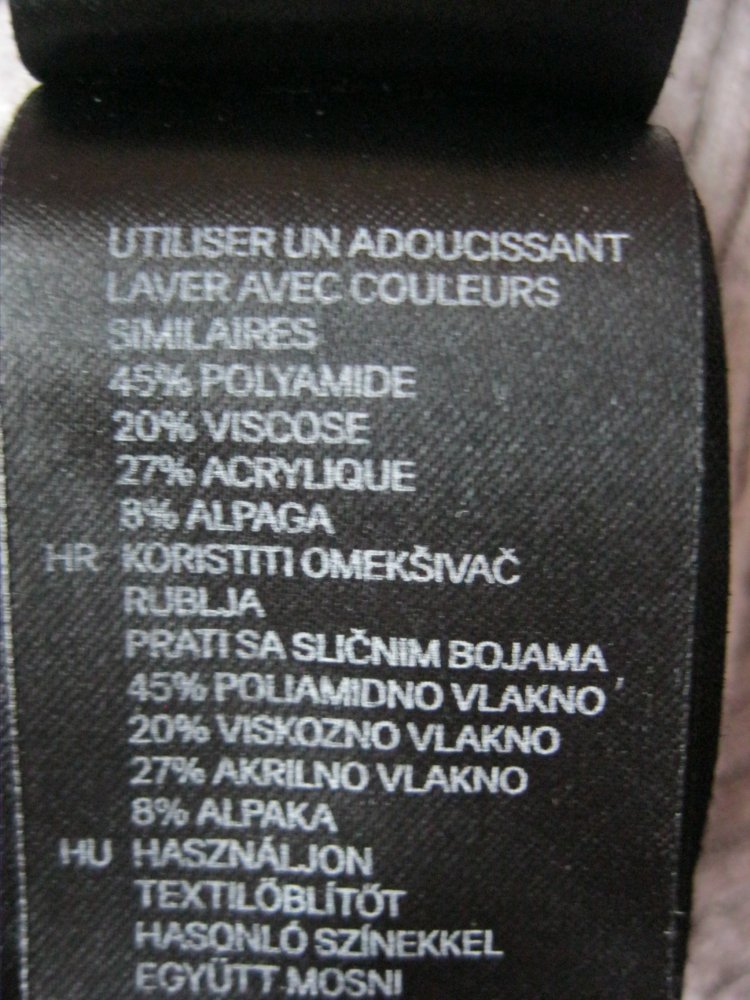 UTILISER UN ADOUCISSANT
LAVER AVEC COULEURS
SIMILAIRES
45% POLYAMIDE
20% VISCOSE
27% ACRYLIQUE
8% ALPAGA
HR KORISTITI OMEKŠIVAČ
RUBLJA
PRATI SA SLIČNIM BOJAMA
45% POLIAMIDNO VLAKNO
20% VISKOZNO VLAKNO
27% AKRILNO VLAKNO
8% ALPAKA
HU HASZNÁLJON
TEXTILÖBLÍTŐT
HASONLÓ SZÍNEKKEL
EGYÜTT MOSNI